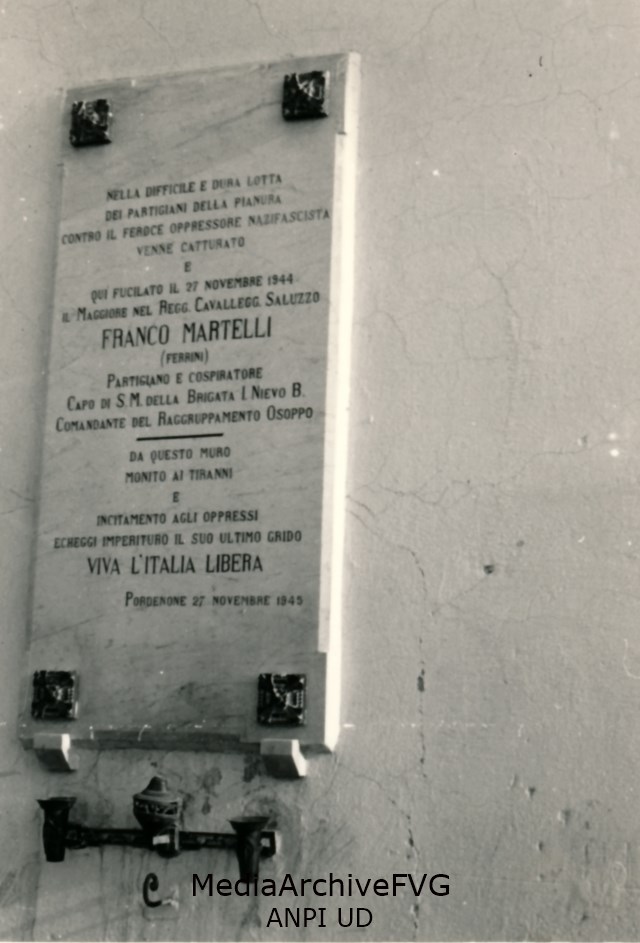 NELLA DIFFICILE E DURA LOTTA
DEI PARTIGIANI DELLA PIANURA
CONTRO IL FEROCE OPPRESSORE NAZIFASCISTA
VENNE CATTURATO
E
QUI FUCILATO IL 27 NOVEMBRE 1944
IL MAGGIORE NEL REGG. CAVALLEGG. SALUZZO
FRANCO MARTELLI
(FERRINI)
PARTIGIANO E COSPIRATORE
CAPO DI S.M. DELLA BRIGATA I. NIEVO B.
COMANDANTE DEL RAGGRUPPAMENTO OSOPPO
DA QUESTO MURO
MONITO AI TIRANNI
E
INCITAMENTO AGLI OPPRESSI
ECHEGGI IMPERITURO IL SUO ULTIMO GRIDO
VIVA L'ITALIA LIBERA
PORDENONE 27 NOVEMBRE 1945
MediaArchiveFVG
ANPI UD